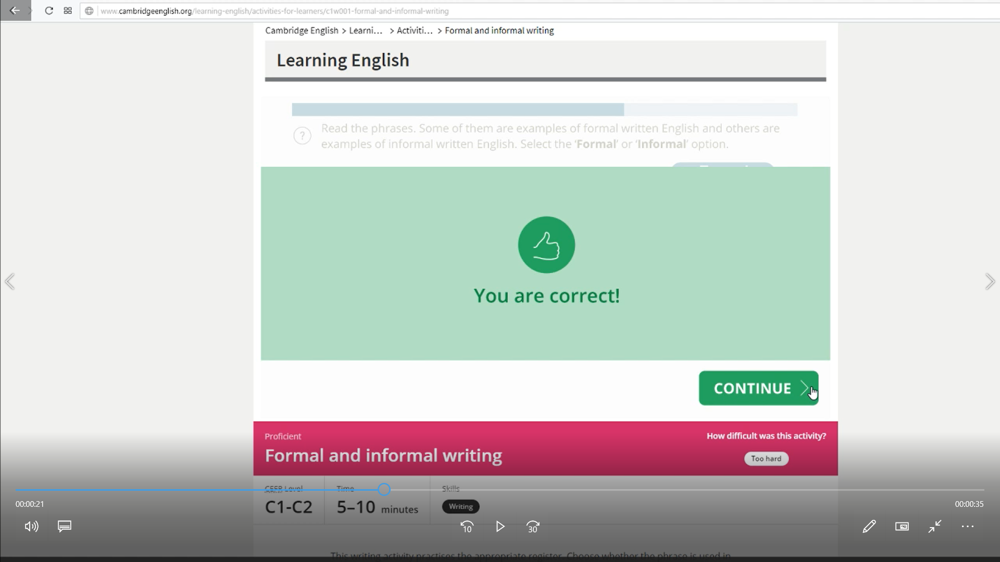 www.cambridgeenglish.org/learning-english/activities-for-learners/c1w001-formal-and-informal-writing
Cambridge English > Learni... > Activiti... > Formal and informal writing
Learning English
? Read the phrases. Some of them are examples of formal written English and others are
examples of informal written English. Select the ‘Formal’ or ‘Informal’ option.
You are correct!
CONTINUE
Proficient
How difficult was this activity?
Formal and informal writing
Too hard
CEFR Level Time Skills
00:00:21
00:00:35
C1-C2 5–10 minutes Writing
10
30
This writing activity practises the appropriate register. Choose whether the phrase is used in